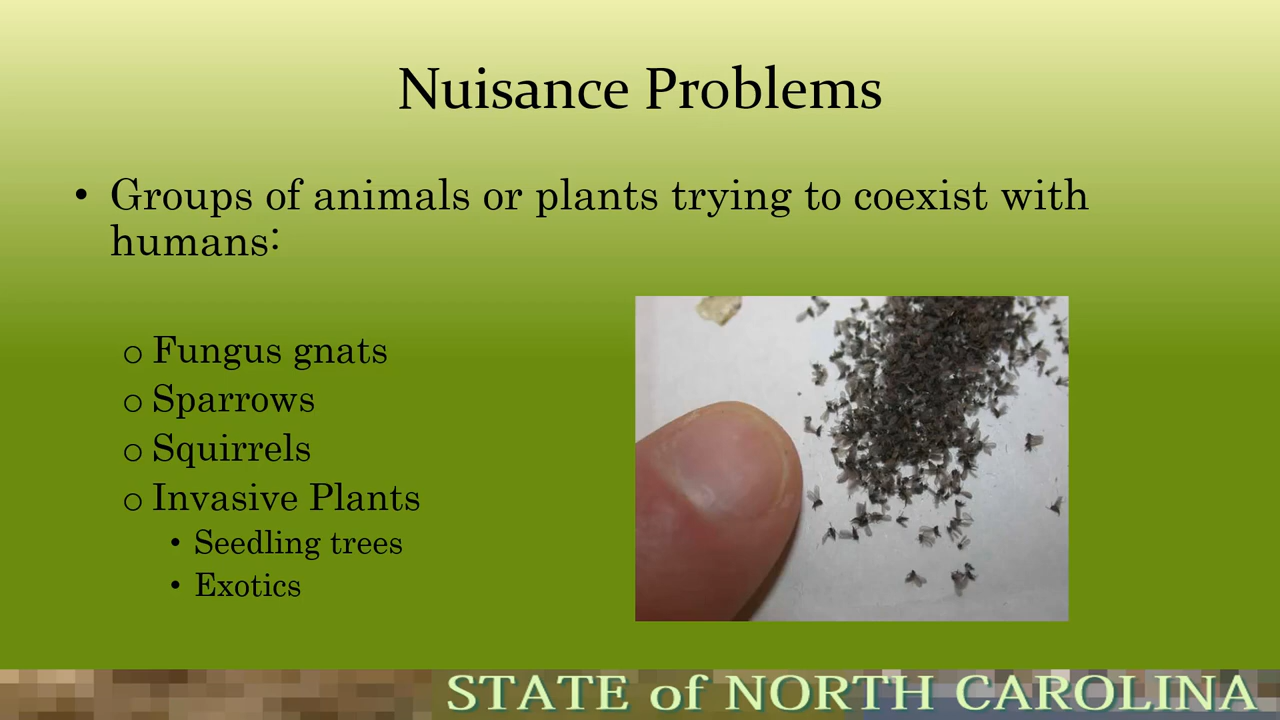 Nuisance Problems
• Groups of animals or plants trying to coexist with
humans:
o Fungus gnats
o Sparrows
o Squirrels
o Invasive Plants
• Seedling trees
• Exotics
STATE of NORTH CAROLINA